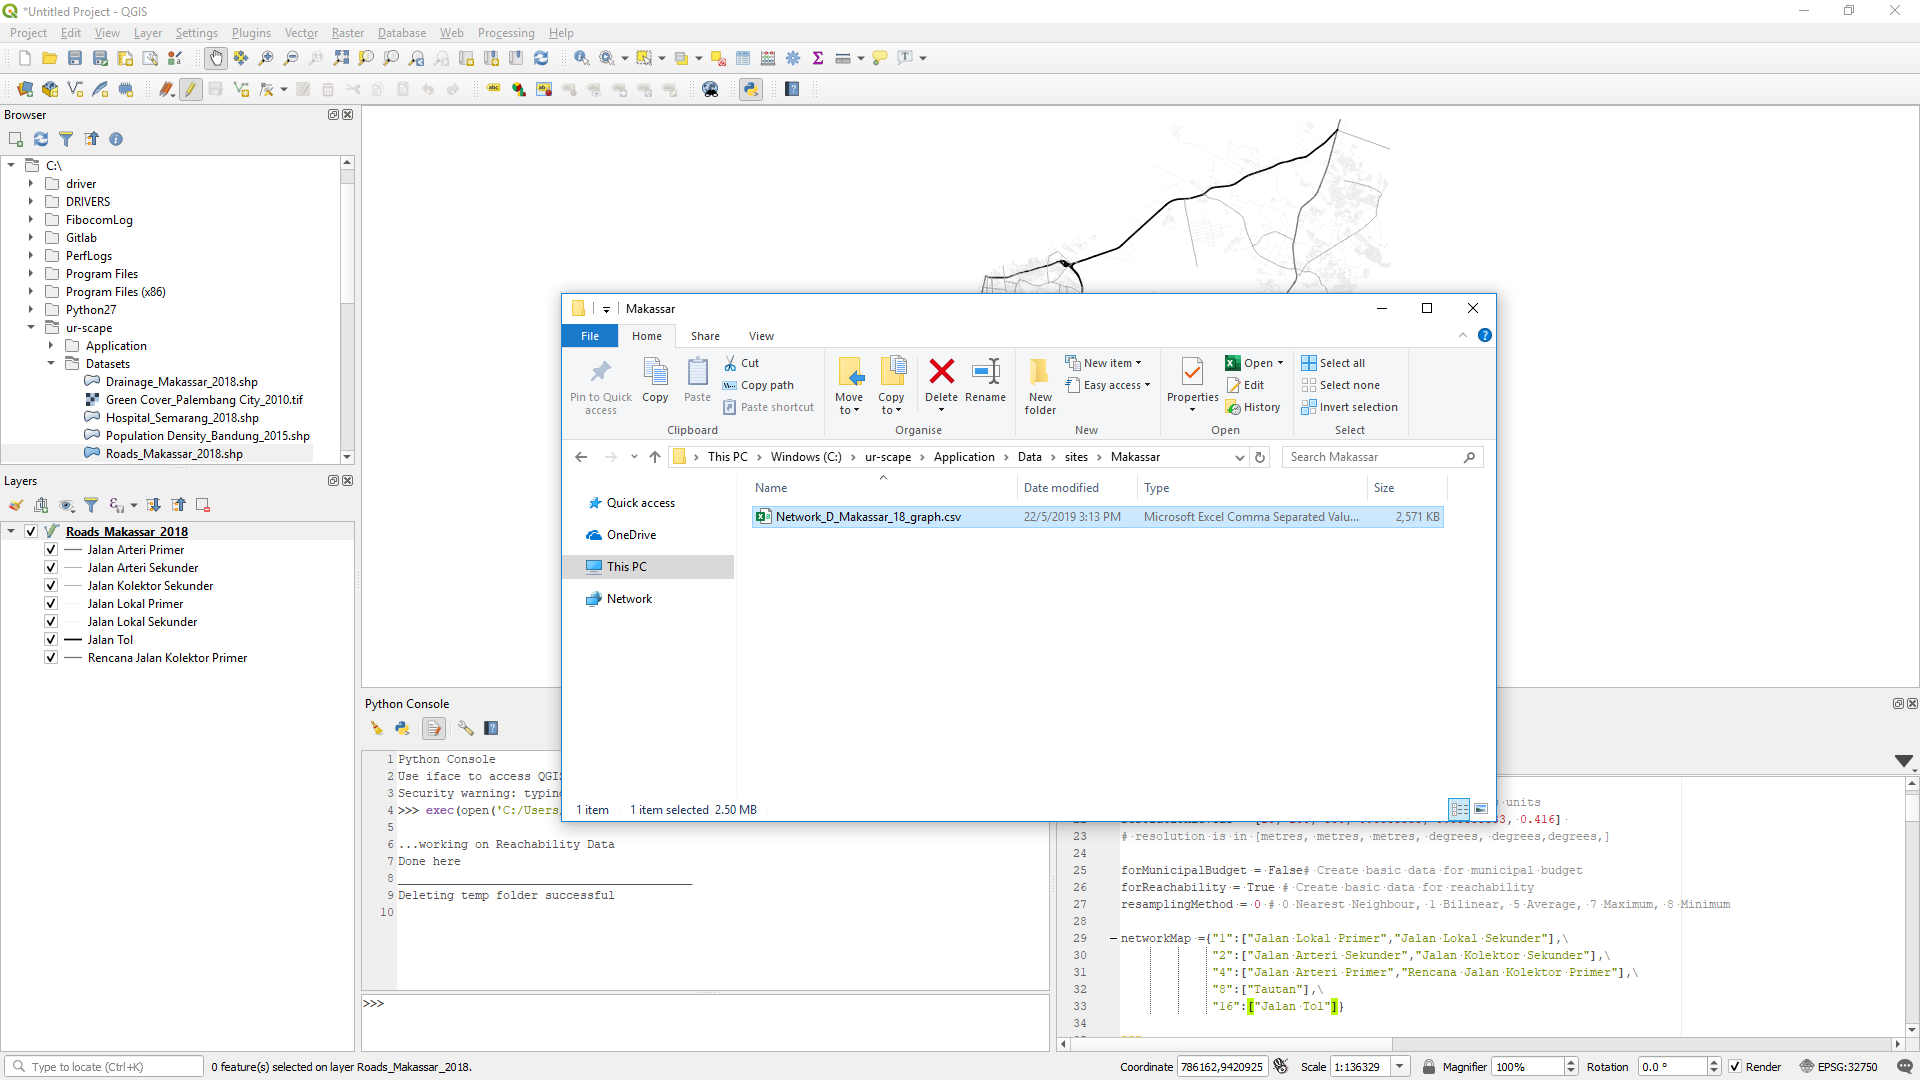 *Untitled Project - QGIS
Project Edit View Layer Settings Plugins Vector Raster Database Web Processing Help
Browser
C:\
driver
DRIVERS
FibocomLog
Gitlab
PerfLogs
Program Files
Program Files (x86)
Python27
ur-scape
Application
Datasets
Drainage_Makassar_2018.shp
Green Cover_Palembang City_2010.tif
Hospital_Semarang_2018.shp
Population Density_Bandung_2015.shp
Roads_Makassar_2018.shp
Layers
Roads_Makassar_2018
Jalan Arteri Primer
Jalan Arteri Sekunder
Jalan Kolektor Sekunder
Jalan Lokal Primer
Jalan Lokal Sekunder
Jalan Tol
Rencana Jalan Kolektor Primer
Makassar
File Home Share View
Pin to Quick access
Copy
Paste
Cut
Copy path
Paste shortcut
Clipboard
Move to
Copy to
Delete
Rename
Organise
New folder
New item
Easy access
New
Properties
Open
Edit
History
Open
Select all
Select none
Invert selection
Select
This PC > Windows (C:) > ur-scape > Application > Data > sites > Makassar
Search Makassar
Quick access
OneDrive
This PC
Network
Name Date modified Type Size
Network_D_Makassar_18_graph.csv 22/5/2019 3:13 PM Microsoft Excel Comma Separated Valu... 2,571 KB
1 item 1 item selected 2.50 MB
Python Console
1 Python Console
2 Use iface to access QGI
3 Security warning: typin
4 >>> exec(open('C:/Users
5
6 ...working on Reachability Data
7 Done here
8
9 Deleting temp folder successful
10
>>>
units
, 0.416]
23 # resolution is in [metres, metres, metres, degrees, degrees,degrees,]
24
25 forMunicipalBudget = False# Create basic data for municipal budget
26 forReachability = True # Create basic data for reachability
27 resamplingMethod = 0 # 0 Nearest Neighbour, 1 Bilinear, 5 Average, 7 Maximum, 8 Minimum
28
29 networkMap ={"1":["Jalan Lokal Primer","Jalan Lokal Sekunder"],\
30 "2":["Jalan Arteri Sekunder","Jalan Kolektor Sekunder"],\
31 "4":["Jalan Arteri Primer","Rencana Jalan Kolektor Primer"],\
32 "8":["Tautan"],\
33 "16":["Jalan Tol"]}
34
Type to locate (Ctrl+K)
0 feature(s) selected on layer Roads_Makassar_2018.
Coordinate 786162,9420925 Scale 1:136329 Magnifier 100% Rotation 0.0 ° Render EPSG:32750